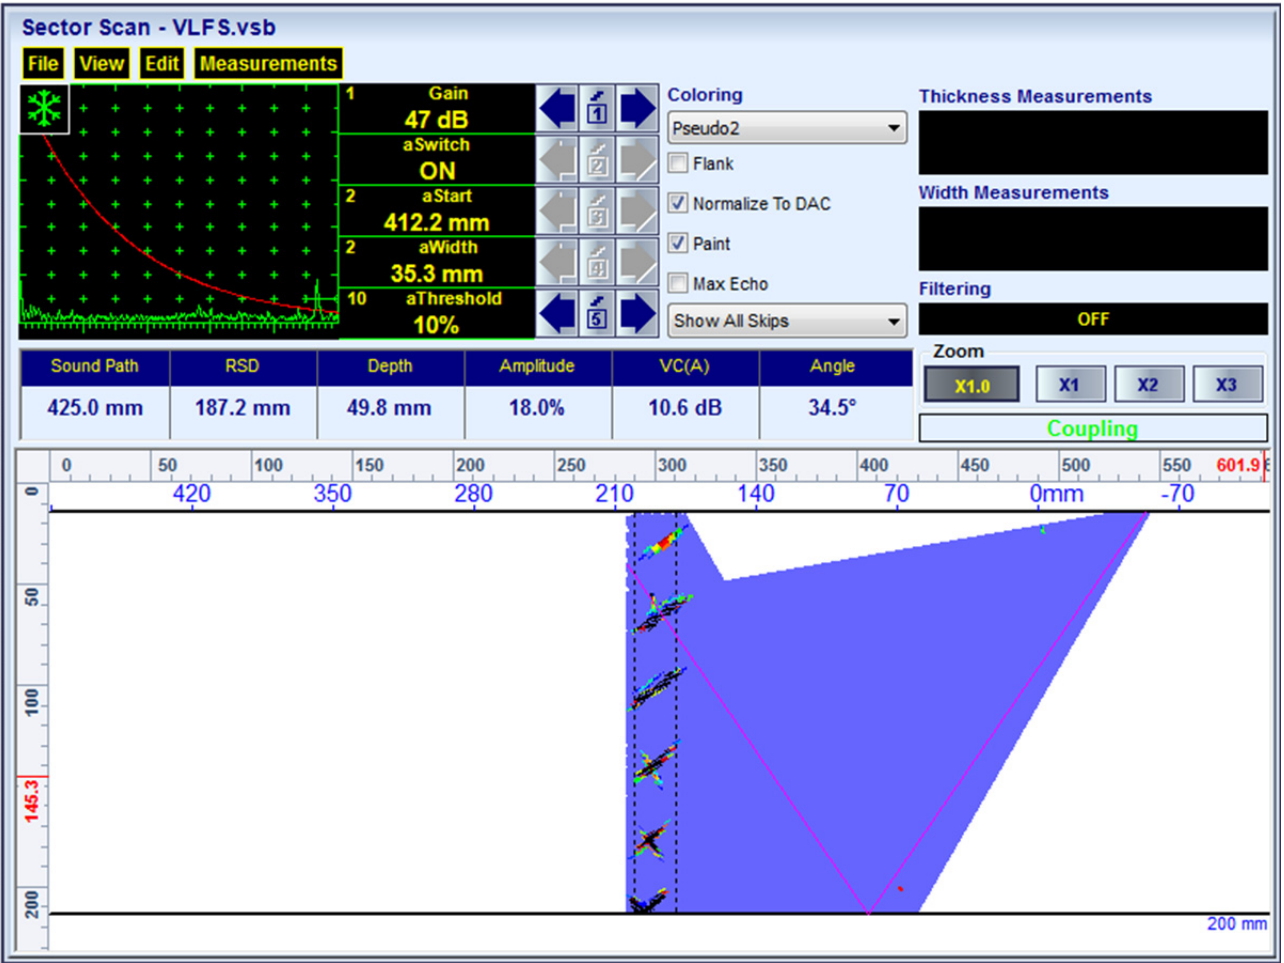 Sector Scan - VLFS.vsb
File View Edit Measurements
1 Gain
47 dB
1
aSwitch
ON
2
2 aStart
412.2 mm
3
2 aWidth
35.3 mm
4
10 aThreshold
10%
5
Coloring
Pseudo2
Flank
Normalize To DAC
Paint
Max Echo
Show All Skips
Thickness Measurements
Width Measurements
Filtering
OFF
Sound Path RSD Depth Amplitude VC(A) Angle
425.0 mm 187.2 mm 49.8 mm 18.0% 10.6 dB 34.5°
Zoom
X1.0 X1 X2 X3
Coupling
0 50 100 150 200 250 300 350 400 450 500 550 601.9
420 350 280 210 140 70 0mm -70
0
50
100
145.3
200
200 mm